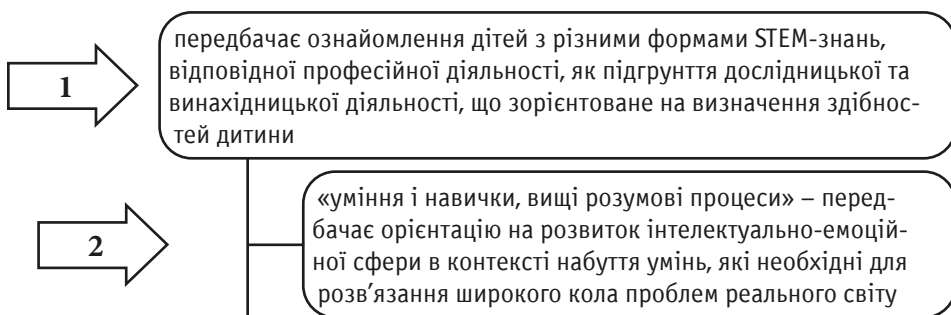 1
передбачає ознайомлення дітей з різними формами STEM-знань,
відповідної професійної діяльності, як підґрунття дослідницької та
винахідницької діяльності, що зорієнтоване на визначення здібнос-
тей дитини
2
«уміння і навички, вищі розумові процеси» – перед-
бачає орієнтацію на розвиток інтелектуально-емоцій-
ної сфери в контексті набуття умінь, які необхідні для
розв'язання широкого кола проблем реального світу